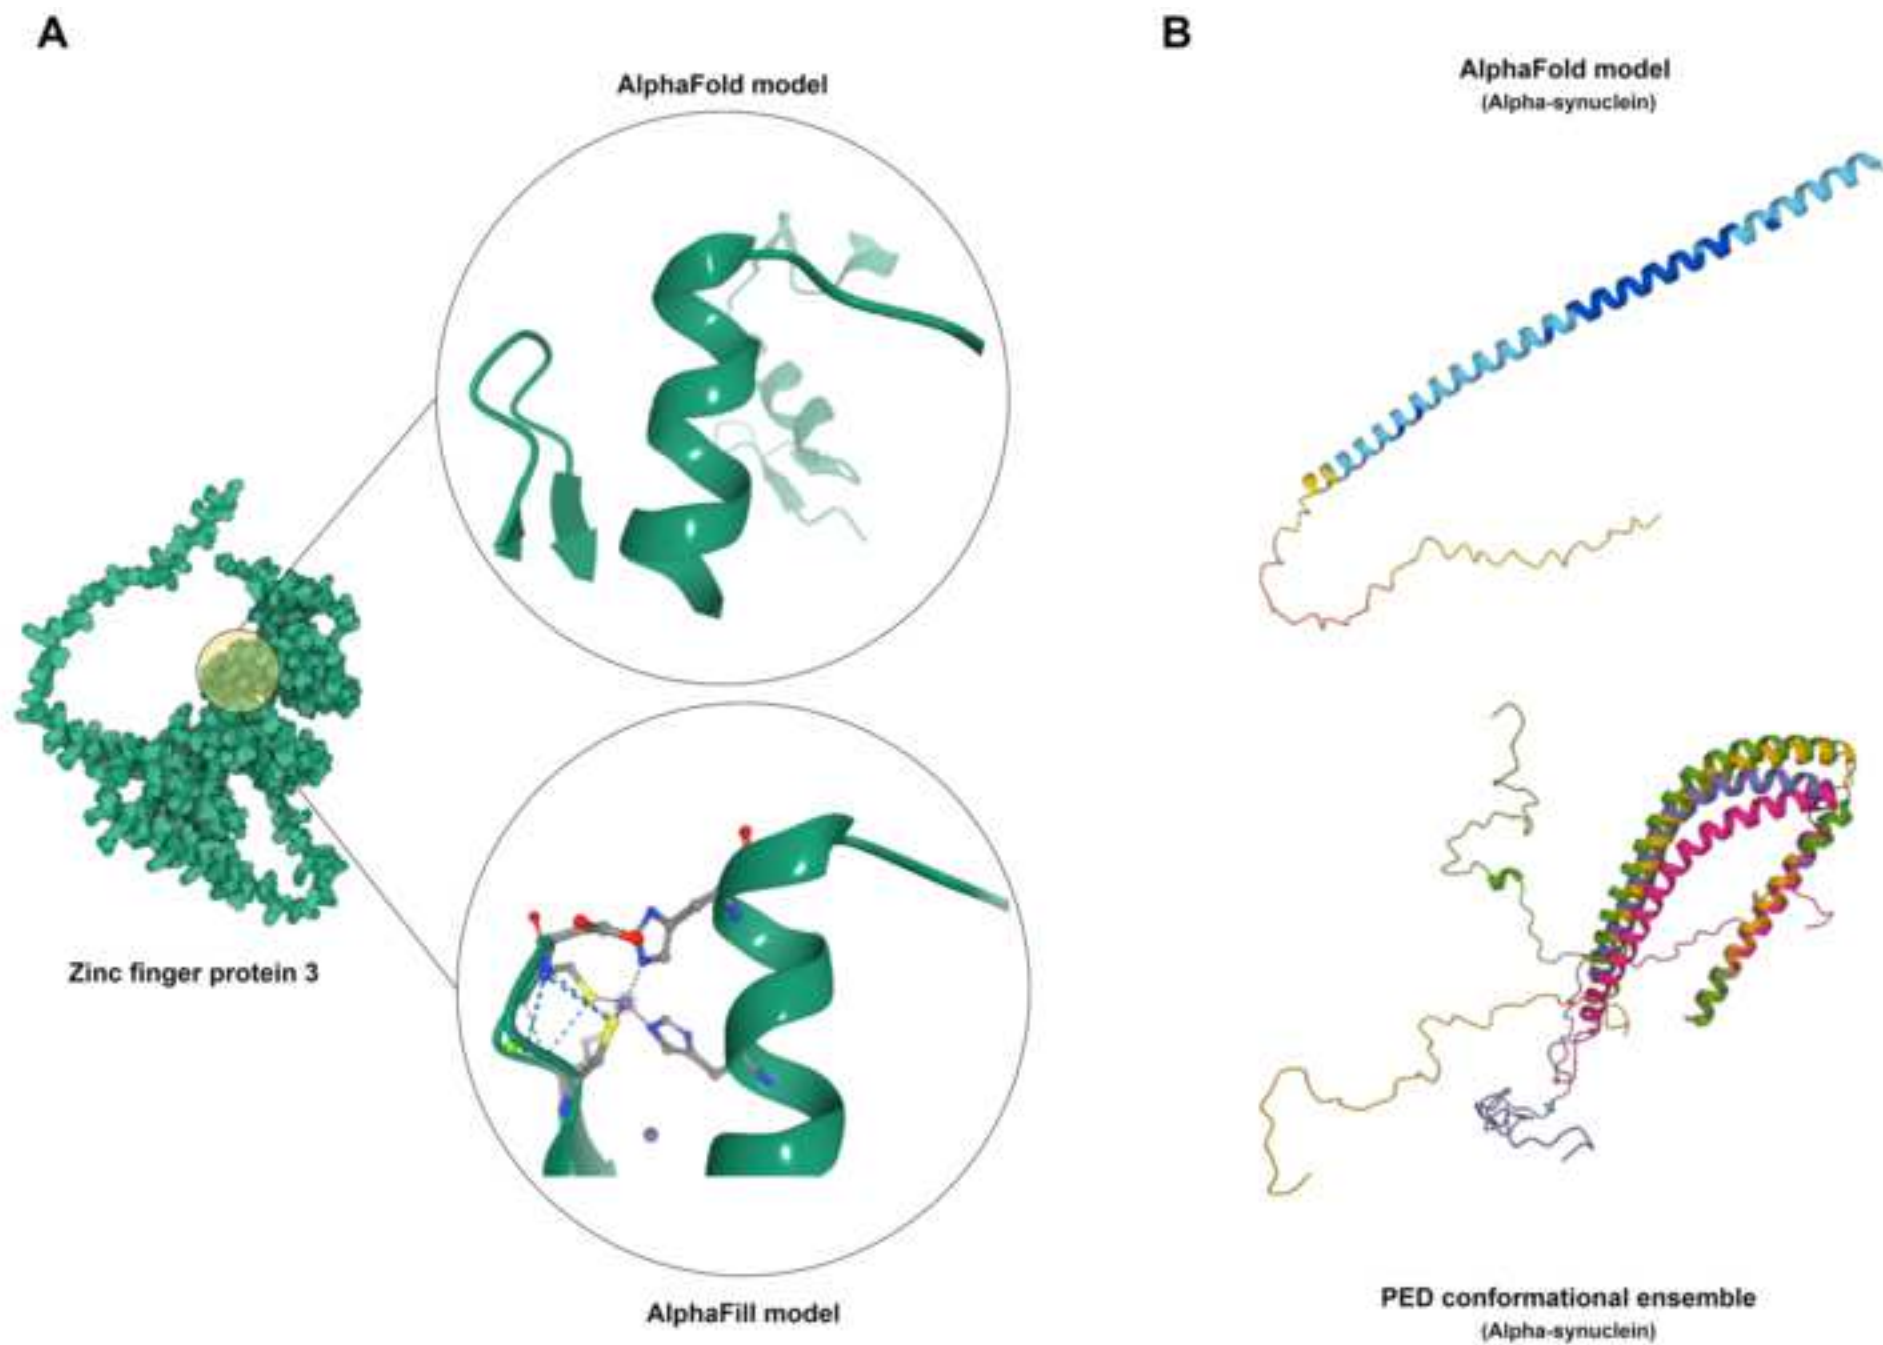 A
AlphaFold model
Zinc finger protein 3
AlphaFill model
B
AlphaFold model
(Alpha-synuclein)
PED conformational ensemble
(Alpha-synuclein)